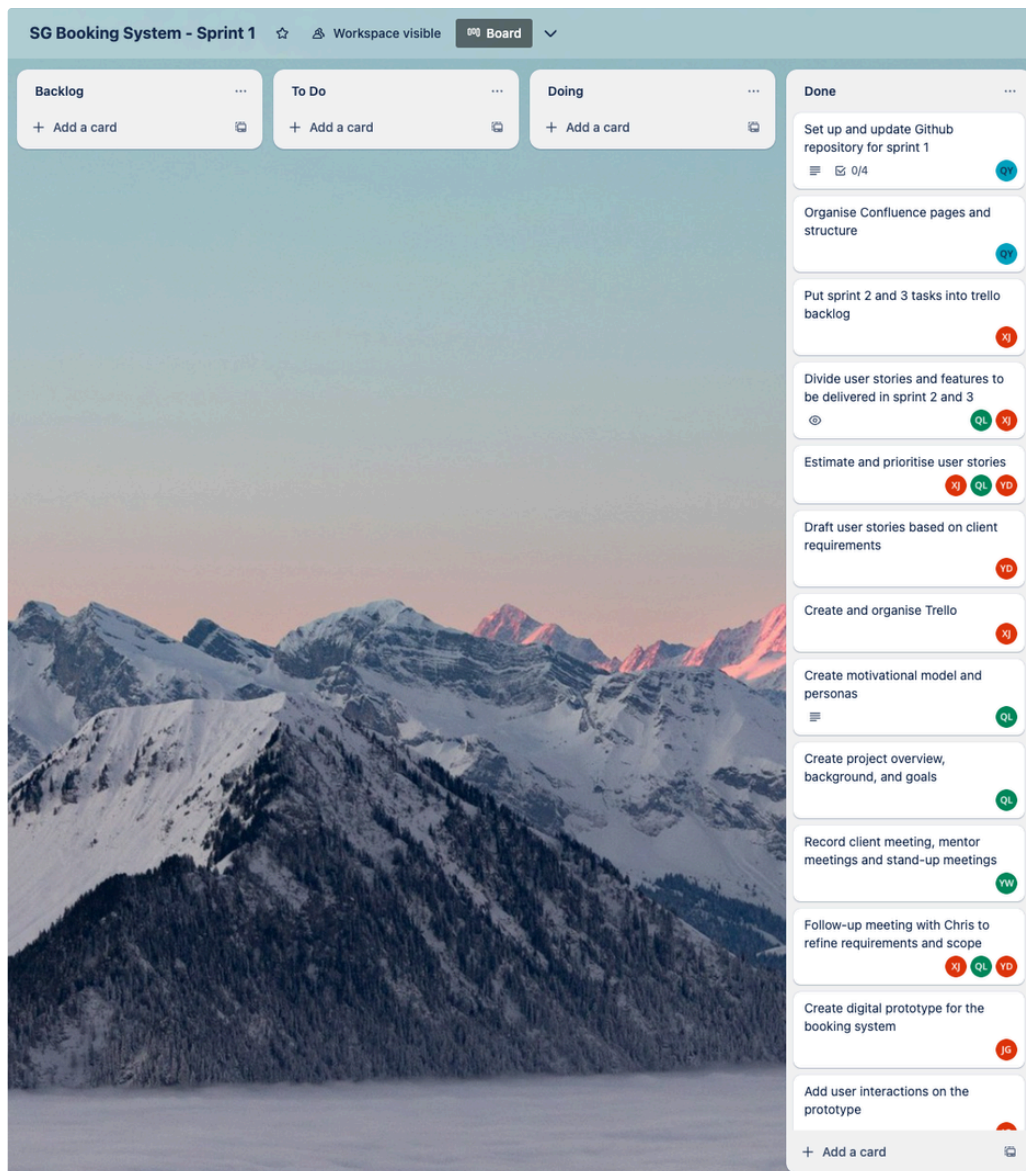 SG Booking System - Sprint 1
Workspace visible
Board
Backlog
Add a card
To Do
Add a card
Doing
Add a card
Done
Set up and update Github
repository for sprint 1
0/4
QY
Organise Confluence pages and
structure
QY
Put sprint 2 and 3 tasks into trello
backlog
XJ
Divide user stories and features to
be delivered in sprint 2 and 3
QL XJ
Estimate and prioritise user stories
XJ QL YD
Draft user stories based on client
requirements
YD
Create and organise Trello
XJ
Create motivational model and
personas
QL
Create project overview,
background, and goals
QL
Record client meeting, mentor
meetings and stand-up meetings
YW
Follow-up meeting with Chris to
refine requirements and scope
XJ QL YD
Create digital prototype for the
booking system
JG
Add user interactions on the
prototype
Add a card